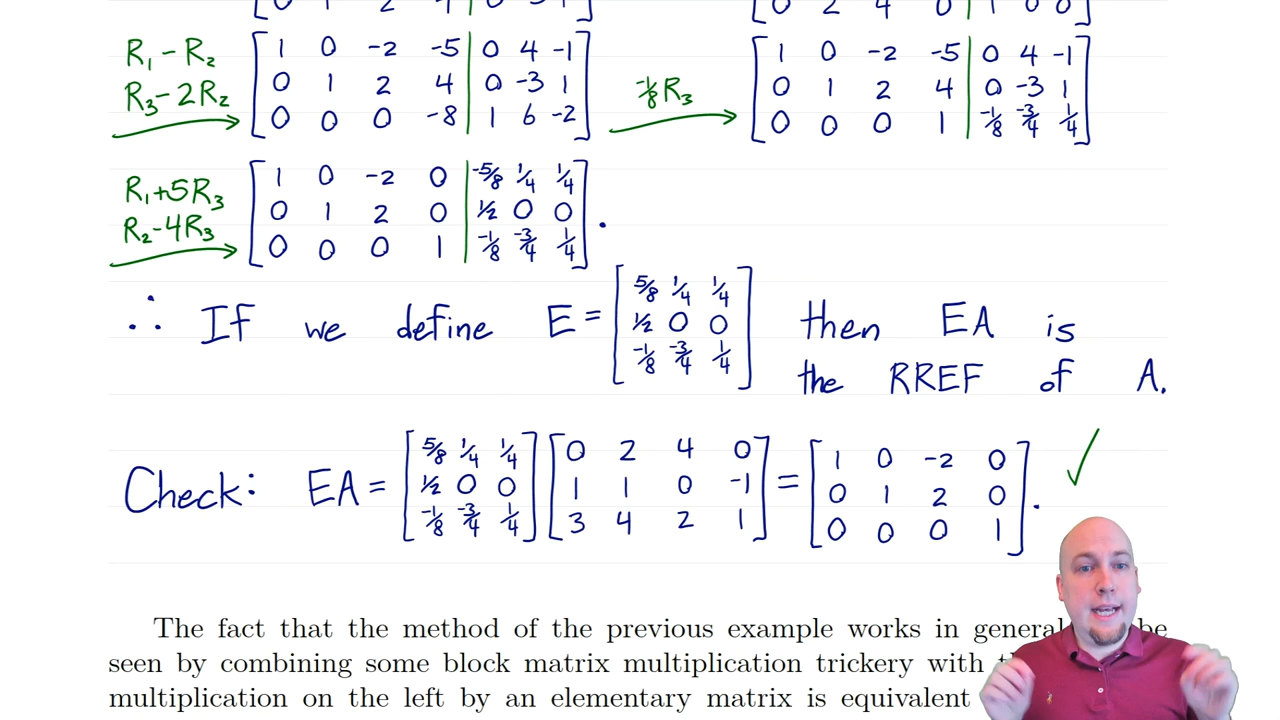 0 2 4 0 1 0 0
R₁ − R₂
R₃ − 2R₂
1 0 -2 -5 0 4 -1
0 1 2 4 0 -3 1
0 0 0 -8 1 6 -2
-1/8 R₃
1 0 -2 -5 0 4 -1
0 1 2 4 0 -3 1
0 0 0 1 -1/8 -3/4 1/4
R₁+5R₃
R₂-4R₃
1 0 -2 0 -5/8 1/4 1/4
0 1 2 0 1/2 0 0
0 0 0 1 -1/8 -3/4 1/4 .
∴ If we define E = [5/8 1/4 1/4
1/2 0 0
-1/8 -3/4 1/4] then EA is
the RREF of A.
Check: EA = [5/8 1/4 1/4
1/2 0 0
-1/8 -3/4 1/4] [0 2 4 0
1 1 0 -1
3 4 2 1] = [1 0 -2 0
0 1 2 0
0 0 0 1]. ✓
The fact that the method of the previous example works in general be
seen by combining some block matrix multiplication trickery with
multiplication on the left by an elementary matrix is equivalent